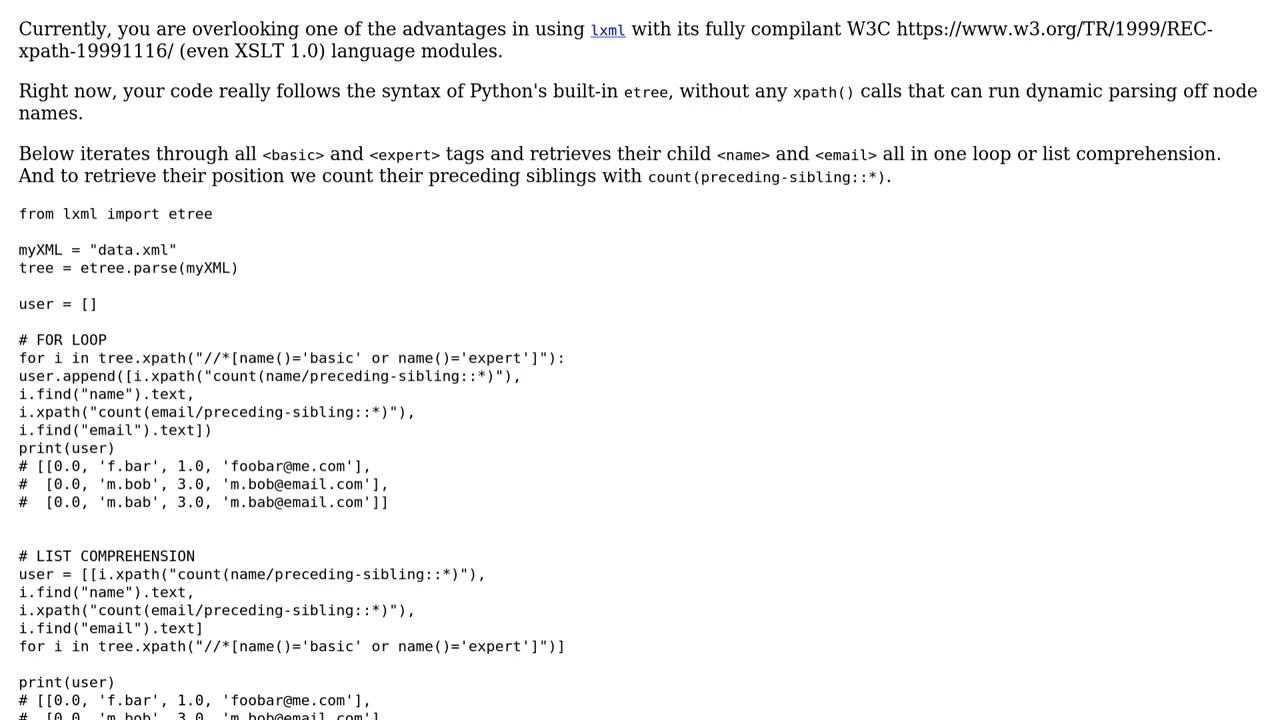 Currently, you are overlooking one of the advantages in using lxml with its fully compilant W3C https://www.w3.org/TR/1999/REC-
xpath-19991116/ (even XSLT 1.0) language modules.
Right now, your code really follows the syntax of Python's built-in etree, without any xpath() calls that can run dynamic parsing off node
names.
Below iterates through all <basic> and <expert> tags and retrieves their child <name> and <email> all in one loop or list comprehension.
And to retrieve their position we count their preceding siblings with count(preceding-sibling::*).
from lxml import etree
myXML = "data.xml"
tree = etree.parse(myXML)
user = []
# FOR LOOP
for i in tree.xpath("//*[name()='basic' or name()='expert']"):
user.append([i.xpath("count(name/preceding-sibling::*)"),
i.find("name").text,
i.xpath("count(email/preceding-sibling::*)"),
i.find("email").text])
print(user)
# [[0.0, 'f.bar', 1.0, 'foobar@me.com'],
#  [0.0, 'm.bob', 3.0, 'm.bob@email.com'],
#  [0.0, 'm.bab', 3.0, 'm.bab@email.com']]
# LIST COMPREHENSION
user = [[i.xpath("count(name/preceding-sibling::*)"),
i.find("name").text,
i.xpath("count(email/preceding-sibling::*)"),
i.find("email").text]
for i in tree.xpath("//*[name()='basic' or name()='expert']")]
print(user)
# [[0.0, 'f.bar', 1.0, 'foobar@me.com'],
#  [0.0, 'm.bob', 3.0, 'm.bob@email.com'],